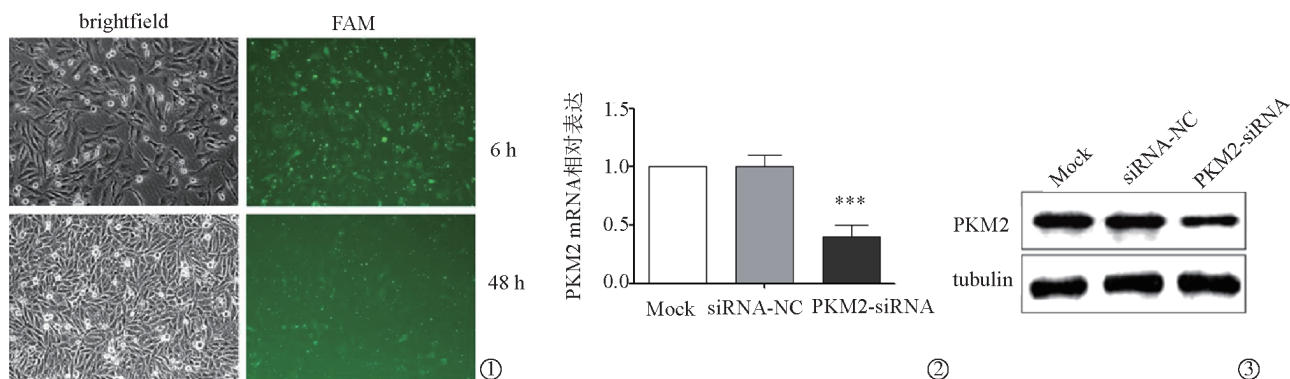 brightfield
FAM
6 h
48 h
①
PKM2 mRNA相对表达
1.5
1.0
0.5
0.0
***
Mock
siRNA-NC
PKM2-siRNA
②
Mock
siRNA-NC
PKM2-siRNA
PKM2
tubulin
③